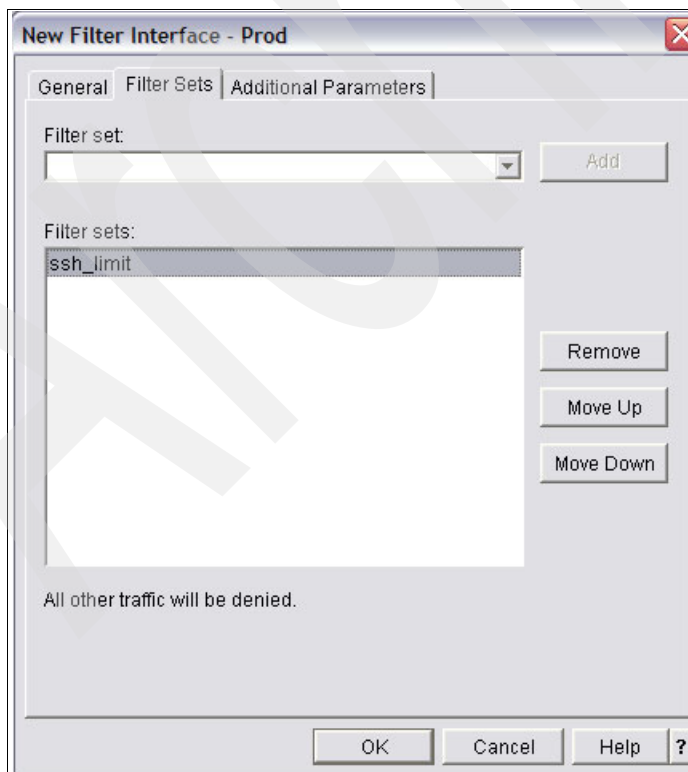 New Filter Interface - Prod
General
Filter Sets
Additional Parameters
Filter set:
Add
Filter sets:
ssh_limit
Remove
Move Up
Move Down
All other traffic will be denied.
OK
Cancel
Help
?